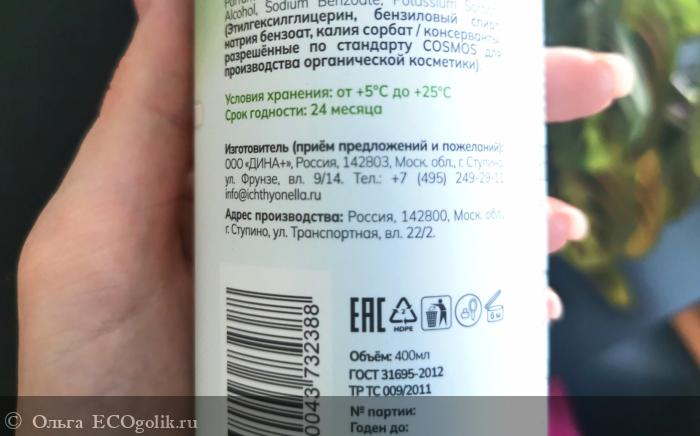 Alcohol, Sodium Benzoate, Potassium
(Этилгексилглицерин, бензиловый спирт,
натрия бензоат, калия сорбат / консерванты,
разрешённые по стандарту COSMOS для
производства органической косметики)
Условия хранения: от +5°С до +25°С
Срок годности: 24 месяца
Изготовитель (приём предложений и пожеланий):
ООО «ДИНА+», Россия, 142803, Моск. обл., г. Ступино,
ул. Фрунзе, вл. 9/14. Тел.: +7 (495) 249-29-11
info@ichthyonella.ru
Адрес производства: Россия, 142800, Моск. обл.,
г. Ступино, ул. Транспортная, вл. 22/2.
0043 732388
EAC
2
HDPE
6 м
Объём: 400мл
ГОСТ 31695-2012
ТР ТС 009/2011
№ партии:
Годен до:
© Ольга ECOgolik.ru